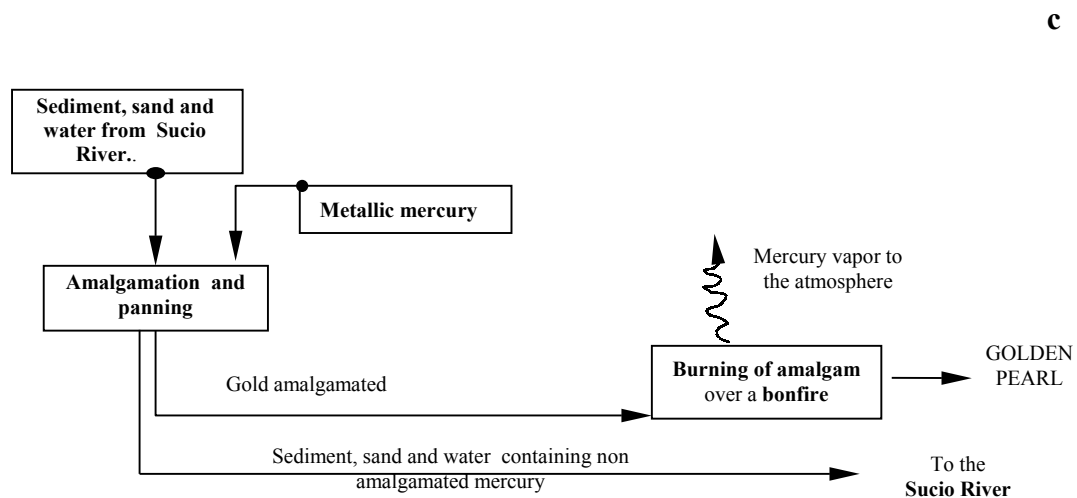 c
Sediment, sand and
water from Sucio
River..
Metallic mercury
Amalgamation and
panning
Mercury vapor to
the atmosphere
Burning of amalgam
over a bonfire
GOLDEN
PEARL
Gold amalgamated
Sediment, sand and water containing non
amalgamated mercury
To the
Sucio River